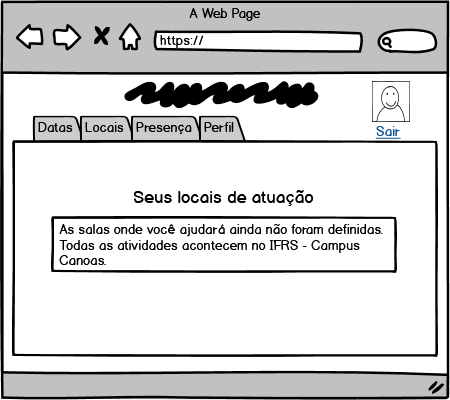 A Web Page
https://
Sair
Datas Locais Presença Perfil
Seus locais de atuação
As salas onde você ajudará ainda não foram definidas.
Todas as atividades acontecem no IFRS - Campus
Canoas.